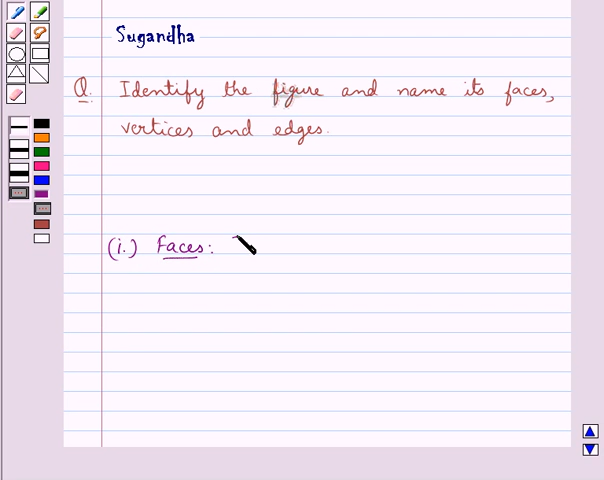 Sugandha
Q. Identify the figure and name its faces,
vertices and edges.
(i.) Faces: